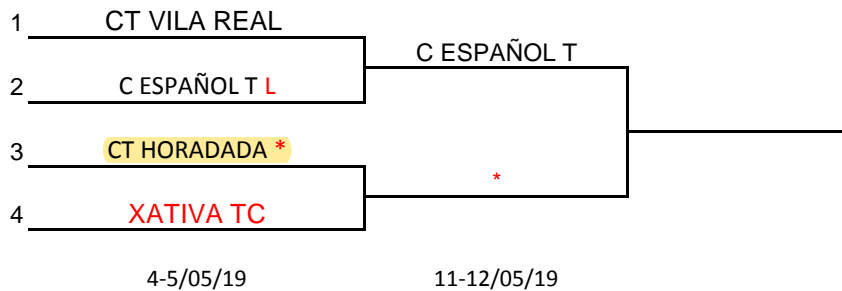 1 CT VILA REAL
C ESPAÑOL T
2 C ESPAÑOL T L
3 CT HORADADA *
*
4 XATIVA TC
4-5/05/19 11-12/05/19